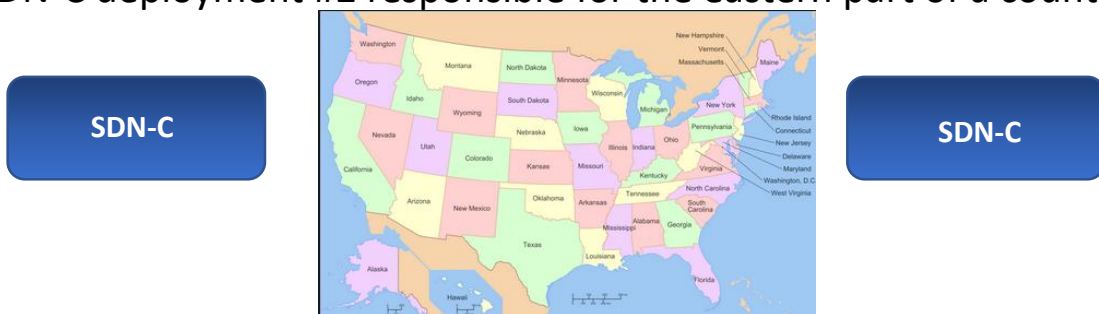 DN-C deployment #2 responsible for the eastern part of a count
SDN-C
SDN-C
New Hampshire
Vermont
Massachusetts
Washington
Montana
North Dakota
Minnesota
Maine
Oregon
Idaho
Wyoming
South Dakota
Wisconsin
Michigan
New York
Rhode Island
Connecticut
New Jersey
Delaware
Maryland
Washington, D.C.
West Virginia
Nevada
Utah
Colorado
Nebraska
Iowa
Illinois
Indiana
Ohio
Pennsylvania
California
Kansas
Missouri
Kentucky
Virginia
Arizona
New Mexico
Oklahoma
Arkansas
Tennessee
North Carolina
South
Carolina
Texas
Louisiana
Mississippi
Alabama
Georgia
Florida
Alaska
Hawaii